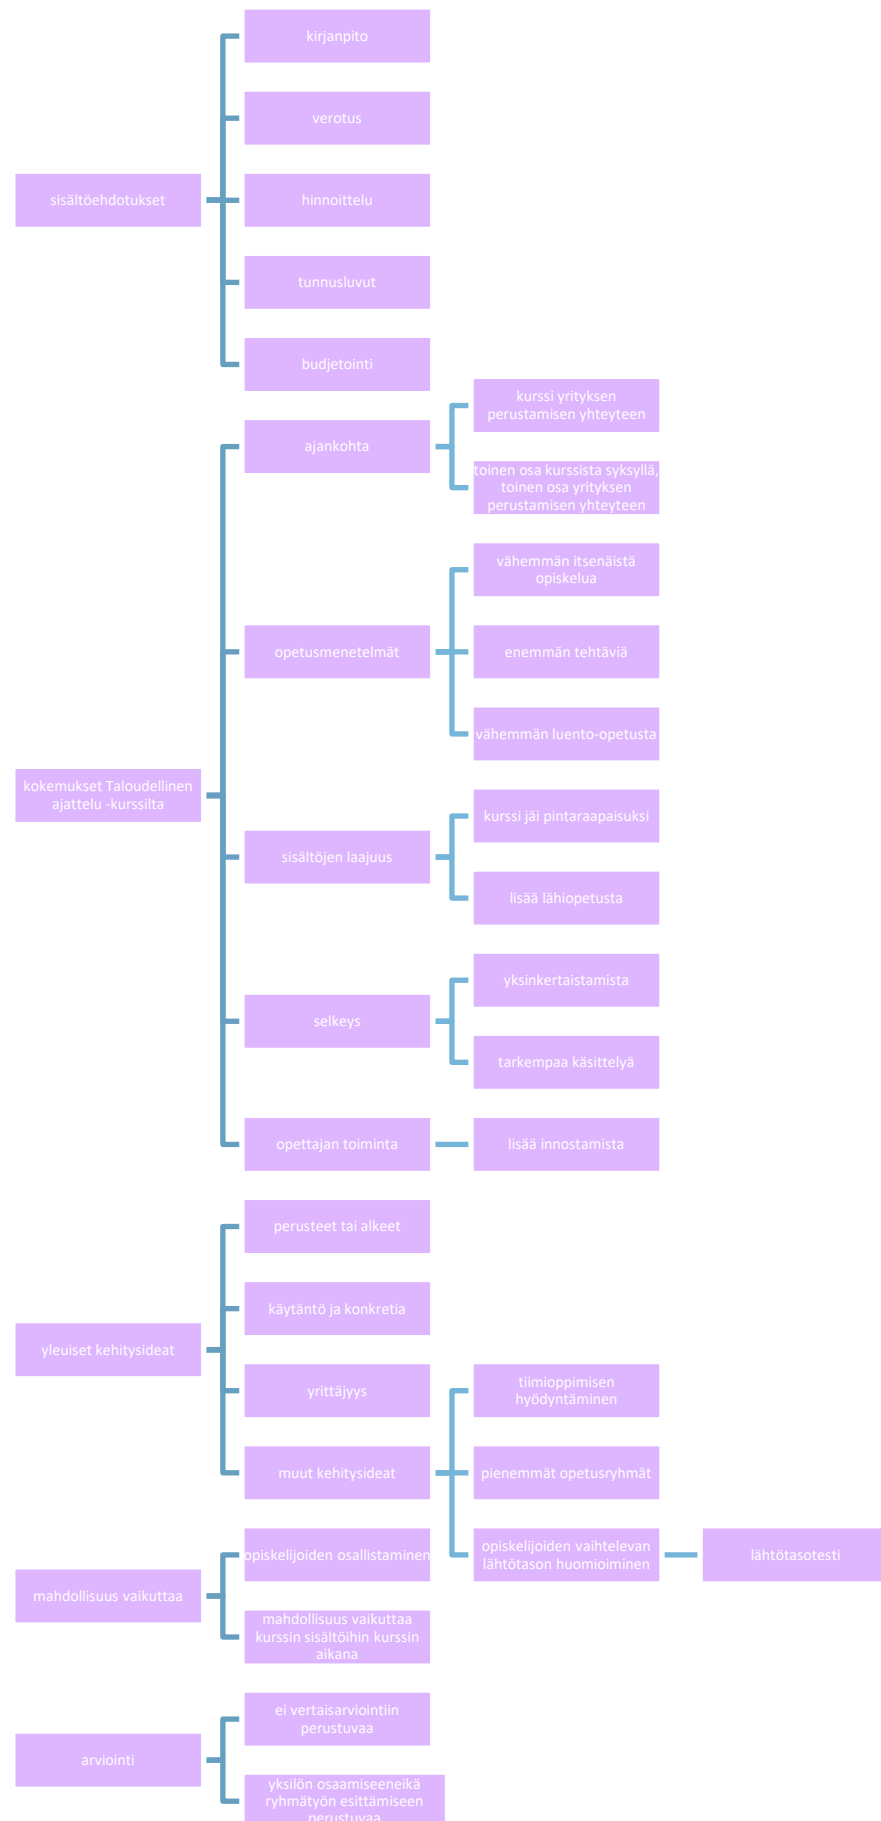 sisältöehdotukset
kirjanpito
verotus
hinnoittelu
tunnusluvut
budjetointi
kokemukset Taloudellinen
ajattelu -kurssilta
ajankohta
kurssi yrityksen
perustamisen yhteyteen
toinen osa kurssista syksyllä,
toinen osa yrityksen
perustamisen yhteyteen
opetusmenetelmät
vähemmän itsenäistä
opiskelua
enemmän tehtäviä
vähemmän luento-opetusta
sisältöjen laajuus
kurssi jäi pintaraapaisuksi
lisää lähiopetusta
selkeys
yksinkertaistamista
tarkempaa käsittelyä
opettajan toiminta
lisää innostamista
yleuiset kehitysideat
perusteet tai alkeet
käytäntö ja konkretia
yrittäjyys
muut kehitysideat
tiimioppimisen
hyödyntäminen
pienemmät opetusryhmät
opiskelijoiden vaihtelevan
lähtötason huomioiminen
lähtötasotesti
mahdollisuus vaikuttaa
opiskelijoiden osallistaminen
mahdollisuus vaikuttaa
kurssin sisältöihin kurssin
aikana
arviointi
ei vertaisarviointiin
perustuvaa
yksilön osaamiseeneikä
ryhmätyön esittämiseen
perustuvaa